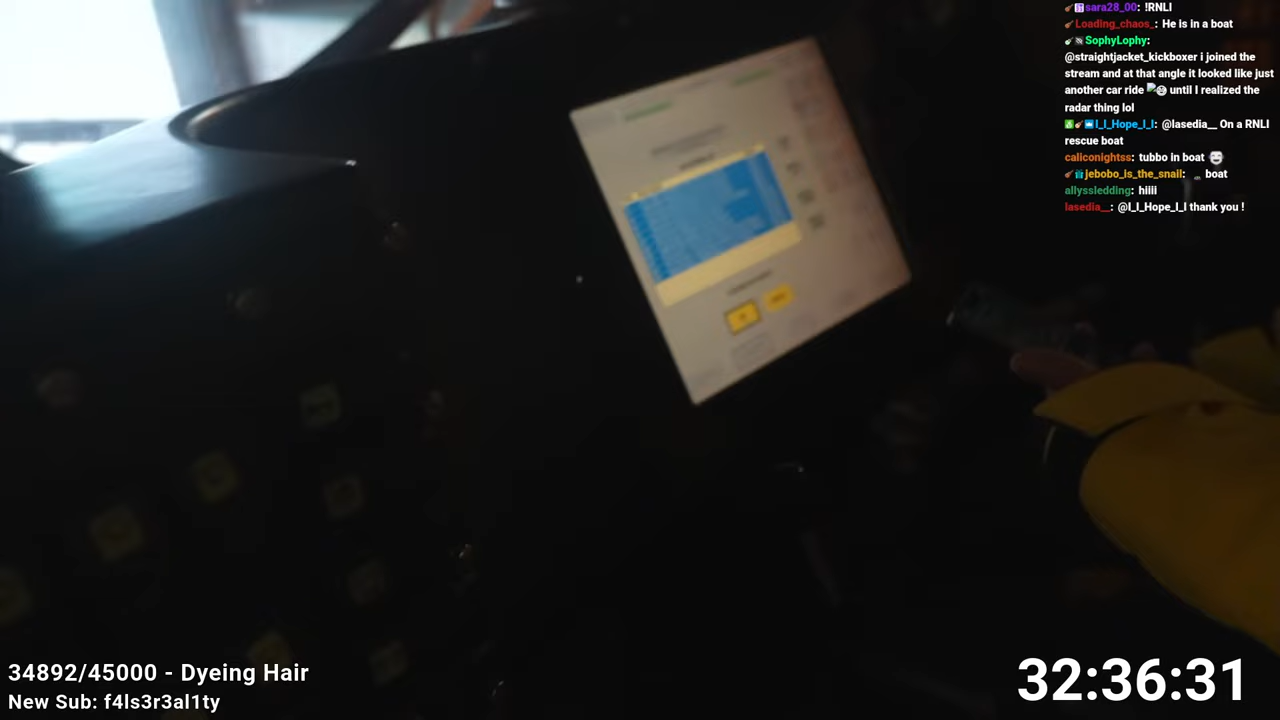 sara28_00: !RNLI
Loading_chaos_: He is in a boat
SophyLophy:
@straightjacket_kickboxer i joined the
stream and at that angle it looked like just
another car ride until I realized the
radar thing lol
I_I_Hope_I_I: @lasedia__ On a RNLI
rescue boat
caliconightss: tubbo in boat
jebobo_is_the_snail: boat
allyssledding: hiiii
lasedia__: @I_I_Hope_I_I thank you !
34892/45000 - Dyeing Hair
New Sub: f4ls3r3al1ty
32:36:31